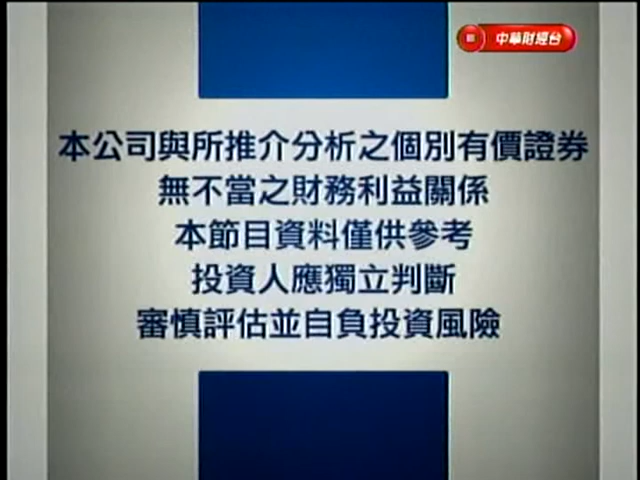 中華財經台
本公司與所推介分析之個別有價證券
無不當之財務利益關係
本節目資料僅供參考
投資人應獨立判斷
審慎評估並自負投資風險